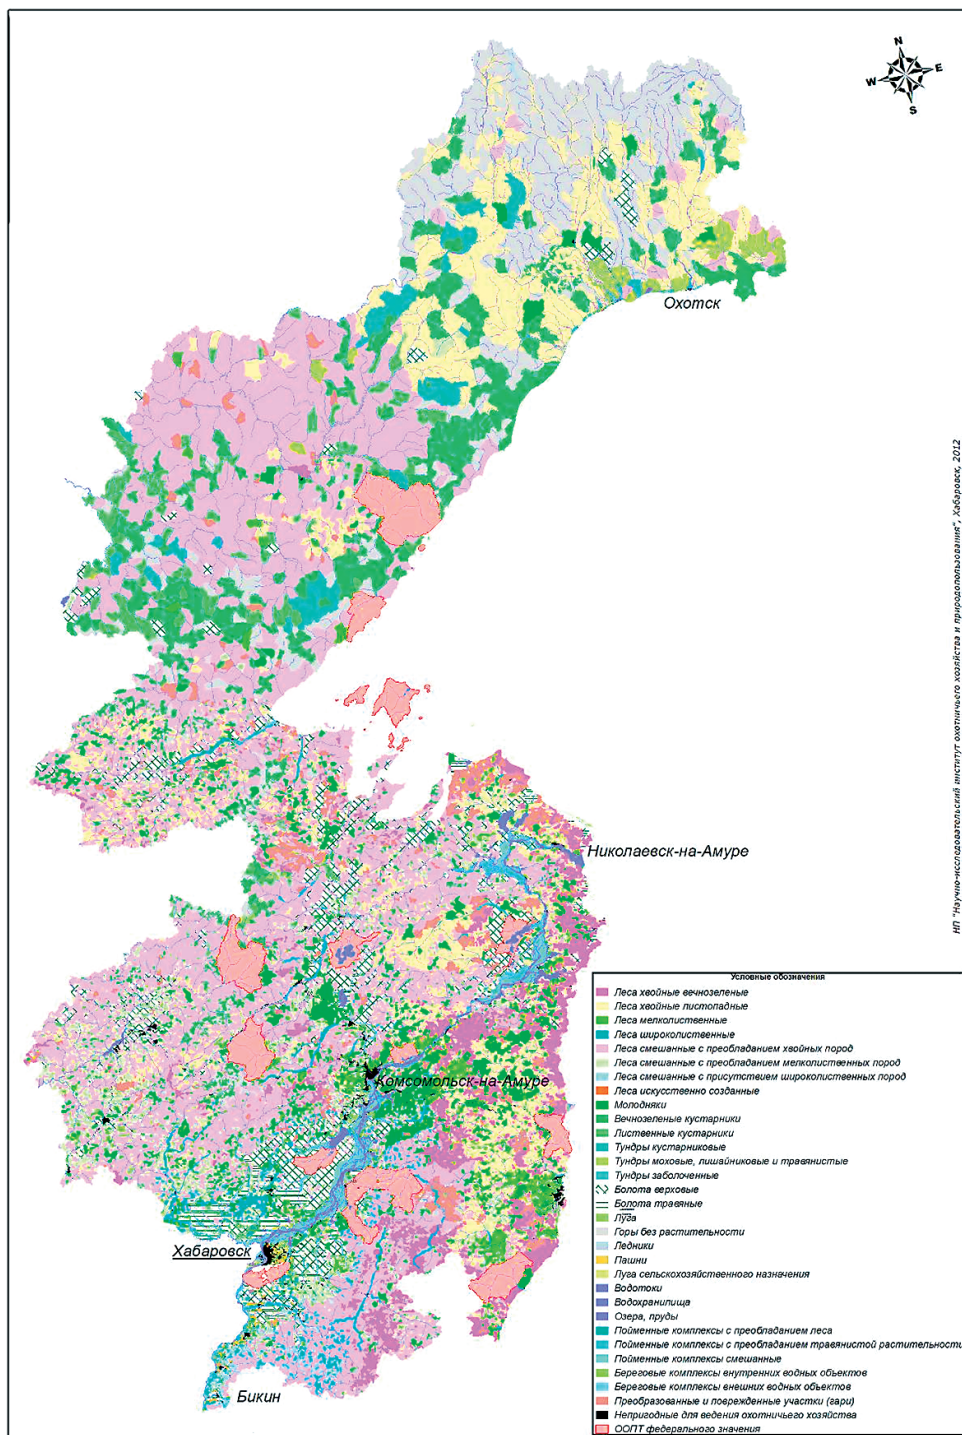 N
W
E
S
Охотск
НП "Научно-исследовательский институт охотничьего хозяйства и природопользования", Хабаровск, 2012
Николаевск-на-Амуре
Комсомольск-на-Амуре
Хабаровск
Бикин
Условные обозначения
Леса хвойные вечнозеленые
Леса хвойные листопадные
Леса мелколиственные
Леса широколиственные
Леса смешанные с преобладанием хвойных пород
Леса смешанные с преобладанием мелколиственных пород
Леса смешанные с присутствием широколиственных пород
Леса искусственно созданные
Молодняки
Вечнозеленые кустарники
Лиственные кустарники
Тундры кустарниковые
Тундры моховые, лишайниковые и травянистые
Тундры заболоченные
Болота верховые
Болота травяные
Луга
Горы без растительности
Ледники
Пашни
Луга сельскохозяйственного назначения
Водотоки
Водохранилища
Озера, пруды
Пойменные комплексы с преобладанием леса
Пойменные комплексы с преобладанием травянистой растительности
Пойменные комплексы смешанные
Береговые комплексы внутренних водных объектов
Береговые комплексы внешних водных объектов
Преобразованные и поврежденные участки (гари)
Непригодные для ведения охотничьего хозяйства
ООПТ федерального значения